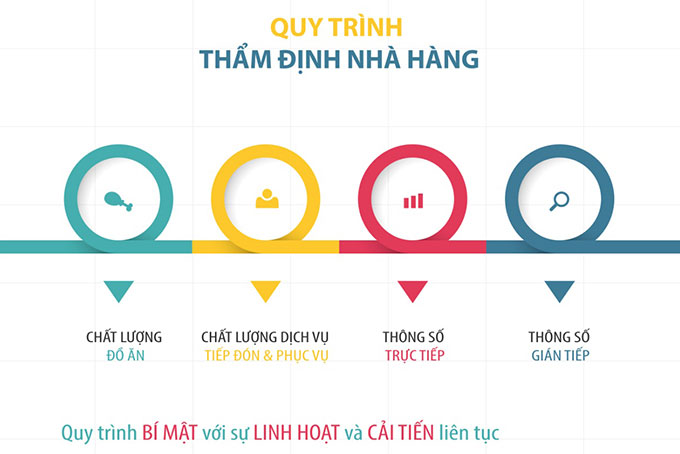 QUY TRÌNH
THẨM ĐỊNH NHÀ HÀNG
CHẤT LƯỢNG
ĐỒ ĂN
CHẤT LƯỢNG DỊCH VỤ
TIẾP ĐÓN & PHỤC VỤ
THÔNG SỐ
TRỰC TIẾP
THÔNG SỐ
GIÁN TIẾP
Quy trình BÍ MẬT với sự LINH HOẠT và CẢI TIẾN liên tục